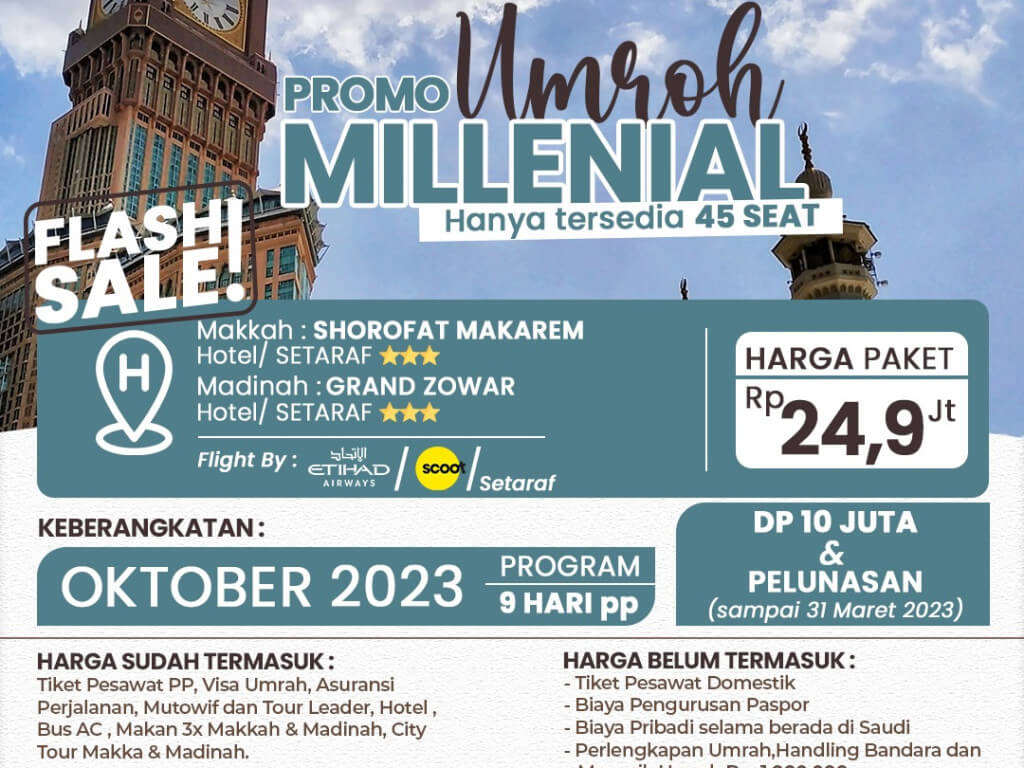 PROMO Umroh
MILLENIAL
Hanya tersedia 45 SEAT
FLASH
SALE!
Makkah : SHOROFAT MAKAREM
Hotel/ SETARAF
Madinah : GRAND ZOWAR
Hotel/ SETARAF
Flight By : الإتحاد ETIHAD AIRWAYS / scoot / Setaraf
H
HARGA PAKET
Rp 24,9 Jt
KEBERANGKATAN :
OKTOBER 2023
PROGRAM
9 HARI pp
DP 10 JUTA
&
PELUNASAN
(sampai 31 Maret 2023)
HARGA SUDAH TERMASUK :
Tiket Pesawat PP, Visa Umrah, Asuransi
Perjalanan, Mutowif dan Tour Leader, Hotel ,
Bus AC , Makan 3x Makkah & Madinah, City
Tour Makka & Madinah.
HARGA BELUM TERMASUK :
- Tiket Pesawat Domestik
- Biaya Pengurusan Paspor
- Biaya Pribadi selama berada di Saudi
- Perlengkapan Umrah,Handling Bandara dan